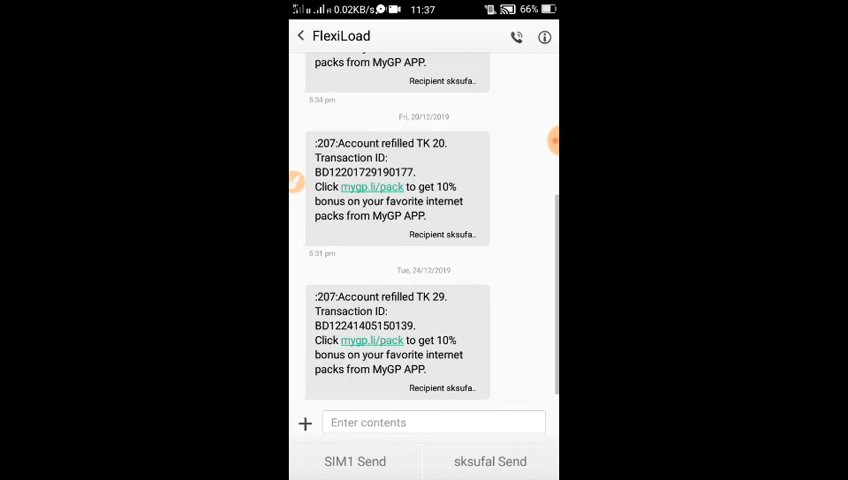 0.02KB/s 11:37 66%
FlexiLoad
packs from MyGP APP.
Recipient sksufa..
5:34 pm
Fri, 20/12/2019
:207:Account refilled TK 20.
Transaction ID:
BD12201729190177.
Click mygp.li/pack to get 10%
bonus on your favorite internet
packs from MyGP APP.
Recipient sksufa..
5:31 pm
Tue, 24/12/2019
:207:Account refilled TK 29.
Transaction ID:
BD12241405150139.
Click mygp.li/pack to get 10%
bonus on your favorite internet
packs from MyGP APP.
Recipient sksufa..
Enter contents
SIM1 Send sksufal Send